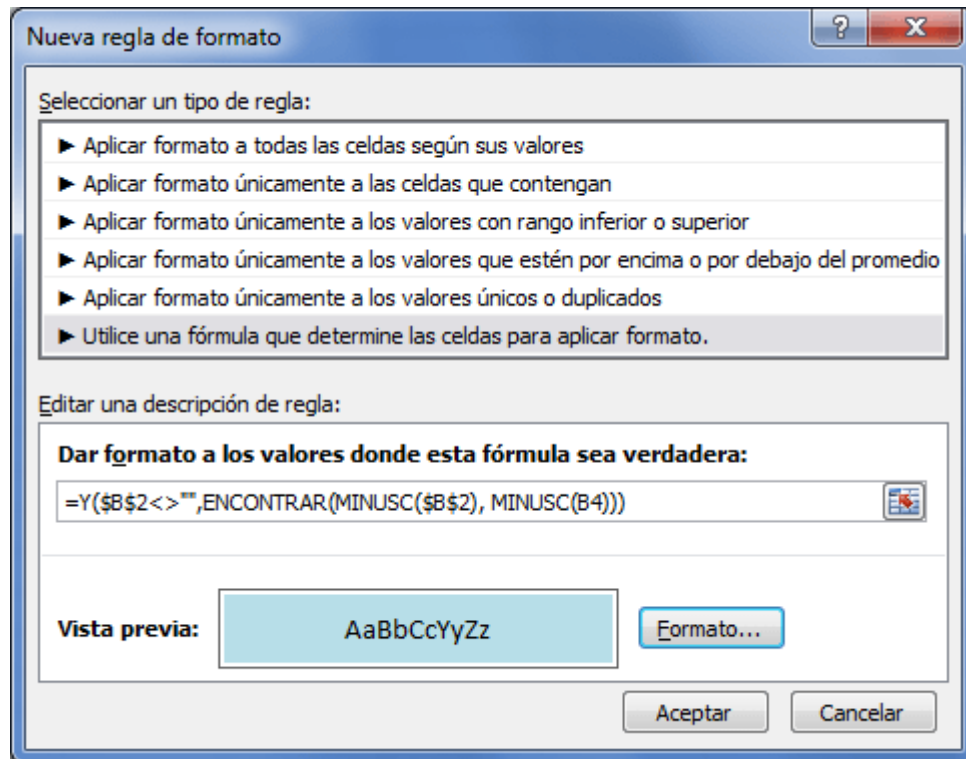 Nueva regla de formato
Seleccionar un tipo de regla:
► Aplicar formato a todas las celdas según sus valores
► Aplicar formato únicamente a las celdas que contengan
► Aplicar formato únicamente a los valores con rango inferior o superior
► Aplicar formato únicamente a los valores que estén por encima o por debajo del promedio
► Aplicar formato únicamente a los valores únicos o duplicados
► Utilice una fórmula que determine las celdas para aplicar formato.
Editar una descripción de regla:
Dar formato a los valores donde esta fórmula sea verdadera:
=Y($B$2<>"",ENCONTRAR(MINUSC($B$2), MINUSC(B4)))
Vista previa: AaBbCcYyZz Formato...
Aceptar Cancelar